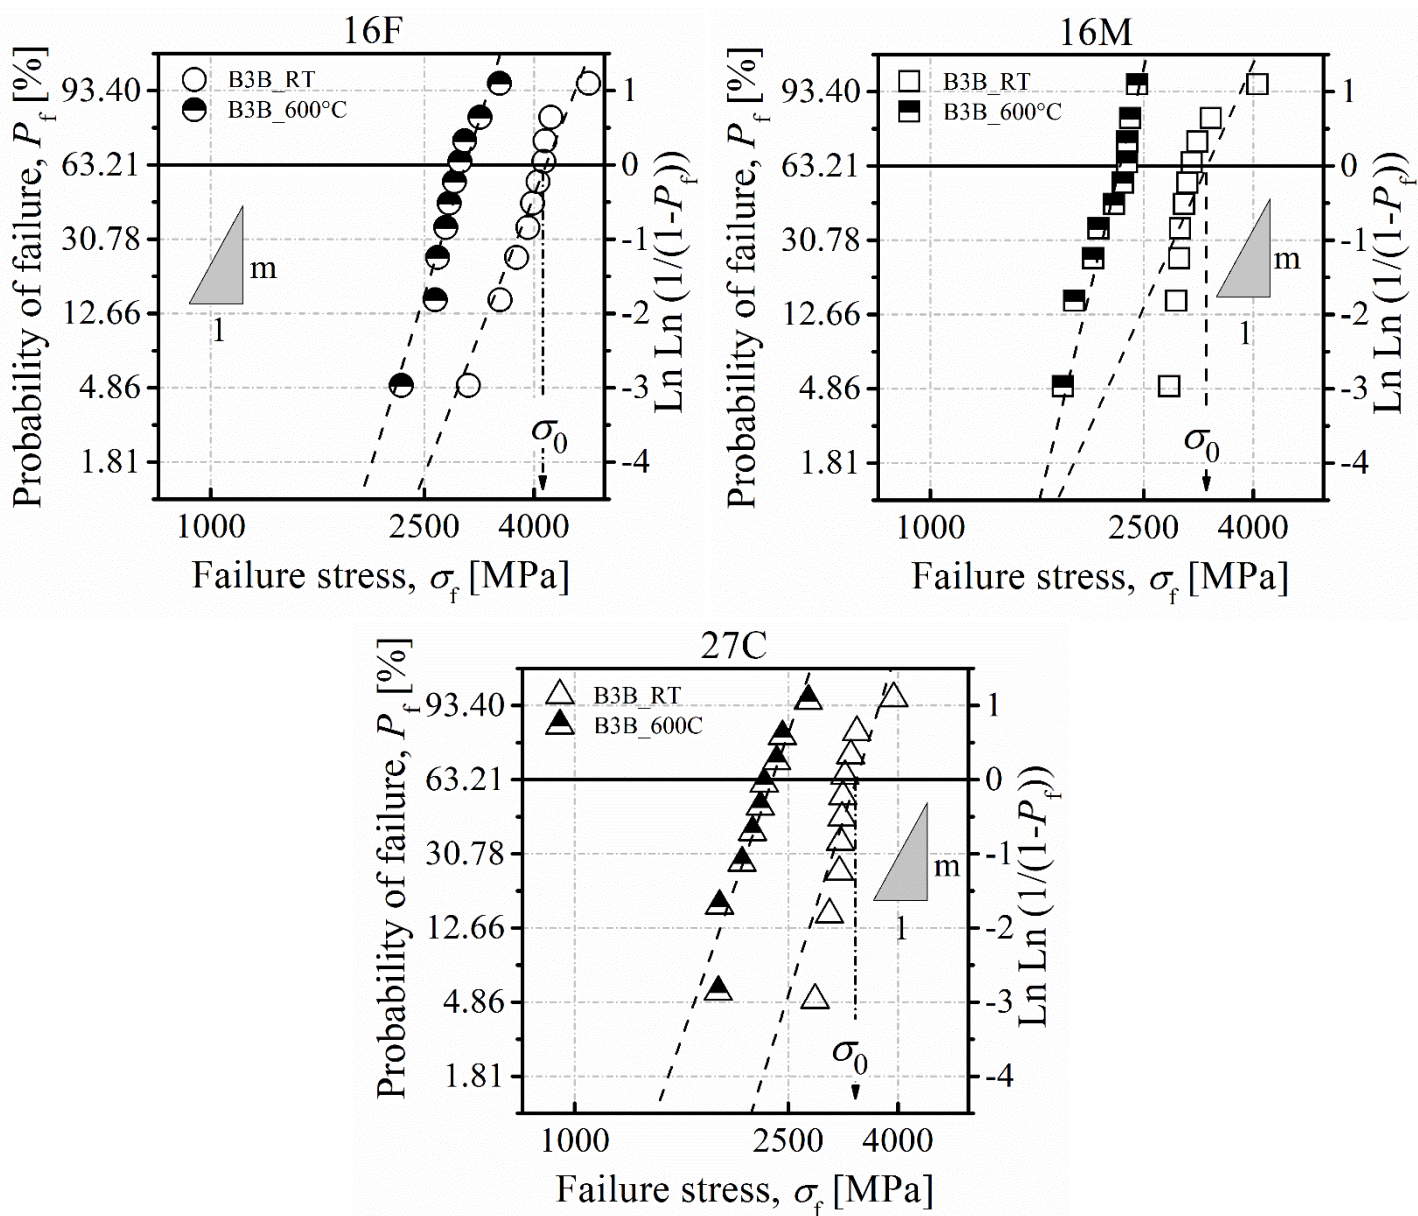 16F
Probability of failure, Pf [%]
93.40
63.21
30.78
12.66
4.86
1.81
B3B_RT
B3B_600°C
m
1
σ0
1
0
-1
-2
-3
-4
Ln Ln (1/(1-Pf))
1000 2500 4000
Failure stress, σf [MPa]
16M
Probability of failure, Pf [%]
93.40
63.21
30.78
12.66
4.86
1.81
B3B_RT
B3B_600°C
m
1
σ0
1
0
-1
-2
-3
-4
Ln Ln (1/(1-Pf))
1000 2500 4000
Failure stress, σf [MPa]
27C
Probability of failure, Pf [%]
93.40
63.21
30.78
12.66
4.86
1.81
B3B_RT
B3B_600C
m
1
σ0
1
0
-1
-2
-3
-4
Ln Ln (1/(1-Pf))
1000 2500 4000
Failure stress, σf [MPa]